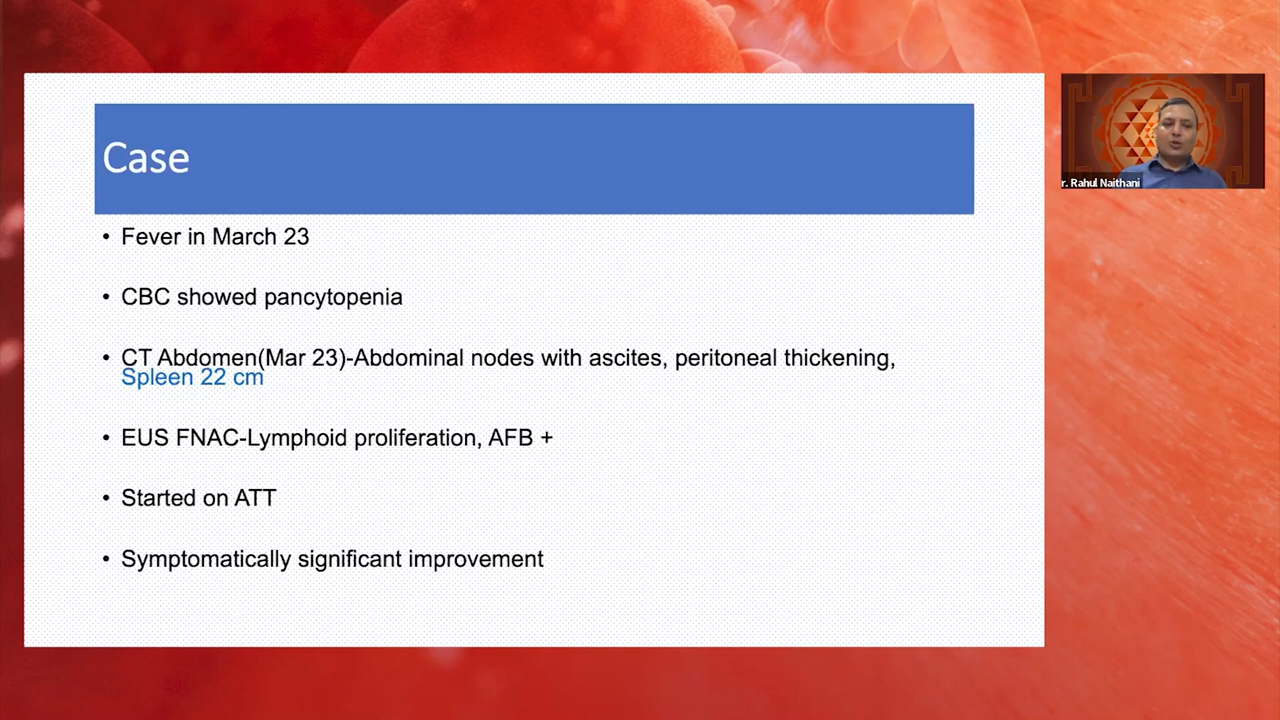 Case
• Fever in March 23
• CBC showed pancytopenia
• CT Abdomen(Mar 23)-Abdominal nodes with ascites, peritoneal thickening,
Spleen 22 cm
• EUS FNAC-Lymphoid proliferation, AFB +
• Started on ATT
• Symptomatically significant improvement
r. Rahul Naithani